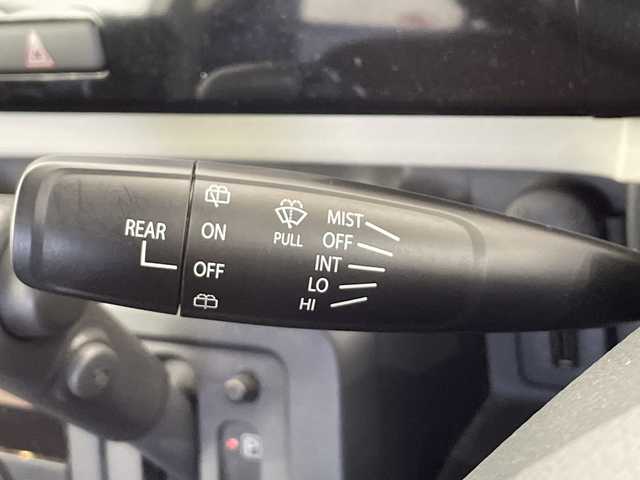 REAR
ON
OFF
PULL
MIST
OFF
INT
LO
HI